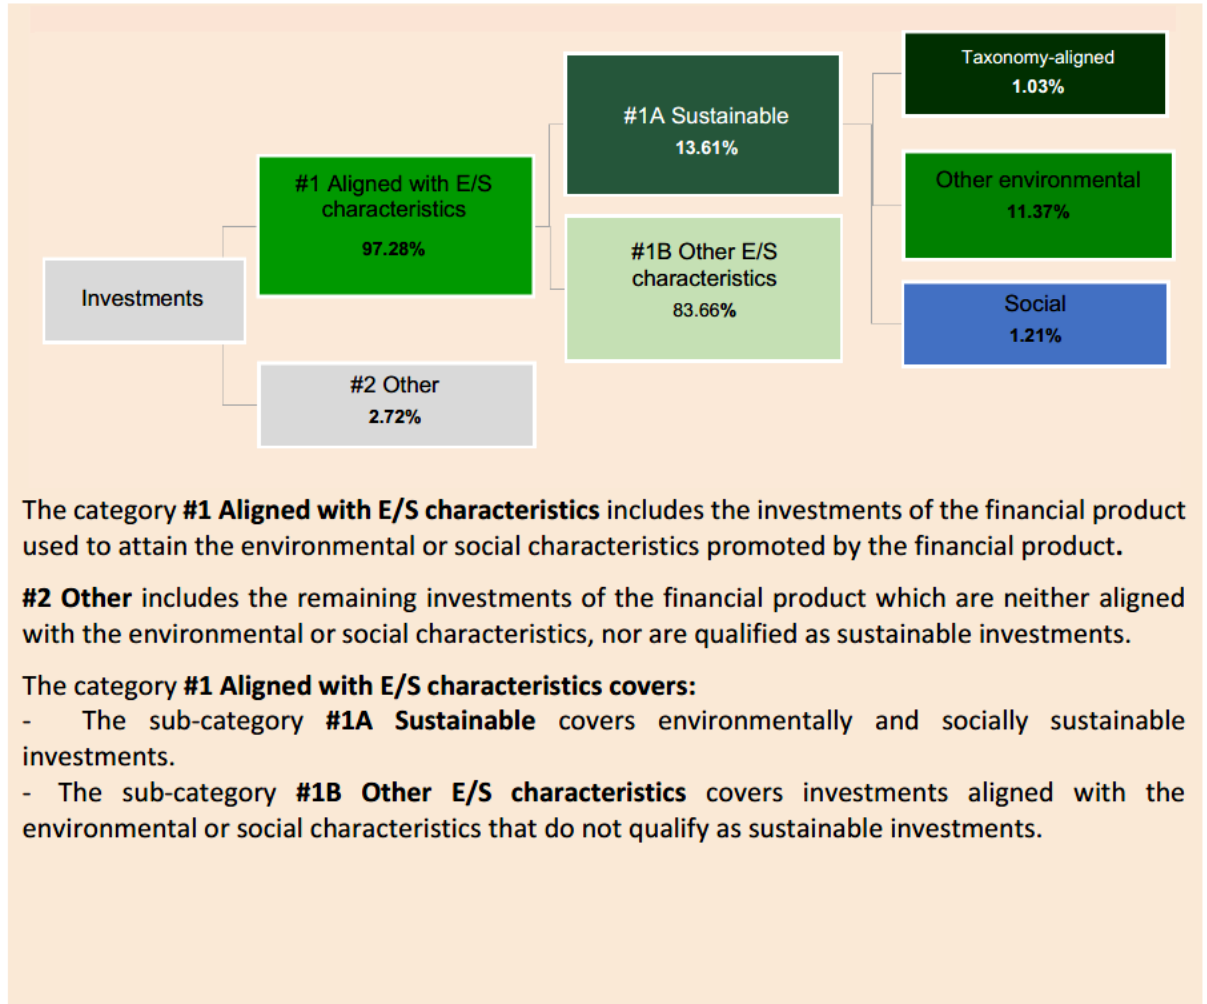 Taxonomy-aligned
1.03%
#1A Sustainable
13.61%
#1 Aligned with E/S
characteristics
97.28%
Other environmental
11.37%
#1B Other E/S
characteristics
83.66%
Investments
Social
1.21%
#2 Other
2.72%
The category #1 Aligned with E/S characteristics includes the investments of the financial product
used to attain the environmental or social characteristics promoted by the financial product.
#2 Other includes the remaining investments of the financial product which are neither aligned
with the environmental or social characteristics, nor are qualified as sustainable investments.
The category #1 Aligned with E/S characteristics covers:
- The sub-category #1A Sustainable covers environmentally and socially sustainable
investments.
- The sub-category #1B Other E/S characteristics covers investments aligned with the
environmental or social characteristics that do not qualify as sustainable investments.